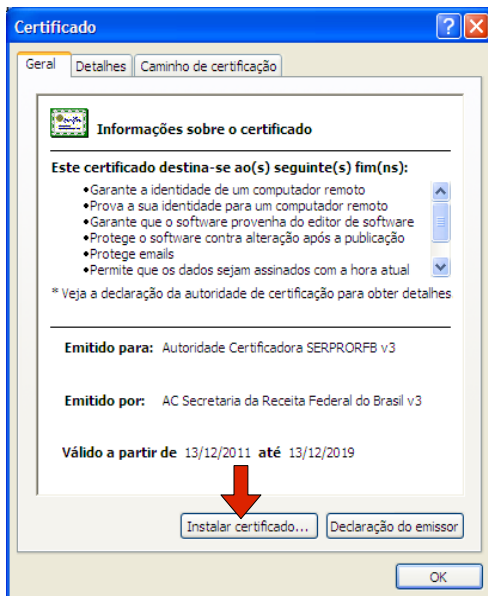 Certificado
Geral Detalhes Caminho de certificação
Informações sobre o certificado
Este certificado destina-se ao(s) seguinte(s) fim(ns):
•Garante a identidade de um computador remoto
•Prova a sua identidade para um computador remoto
•Garante que o software provenha do editor de software
•Protege o software contra alteração após a publicação
•Protege emails
•Permite que os dados sejam assinados com a hora atual
* Veja a declaração da autoridade de certificação para obter detalhes
Emitido para: Autoridade Certificadora SERPRORFB v3
Emitido por: AC Secretaria da Receita Federal do Brasil v3
Válido a partir de 13/12/2011 até 13/12/2019
Instalar certificado... Declaração do emissor
OK